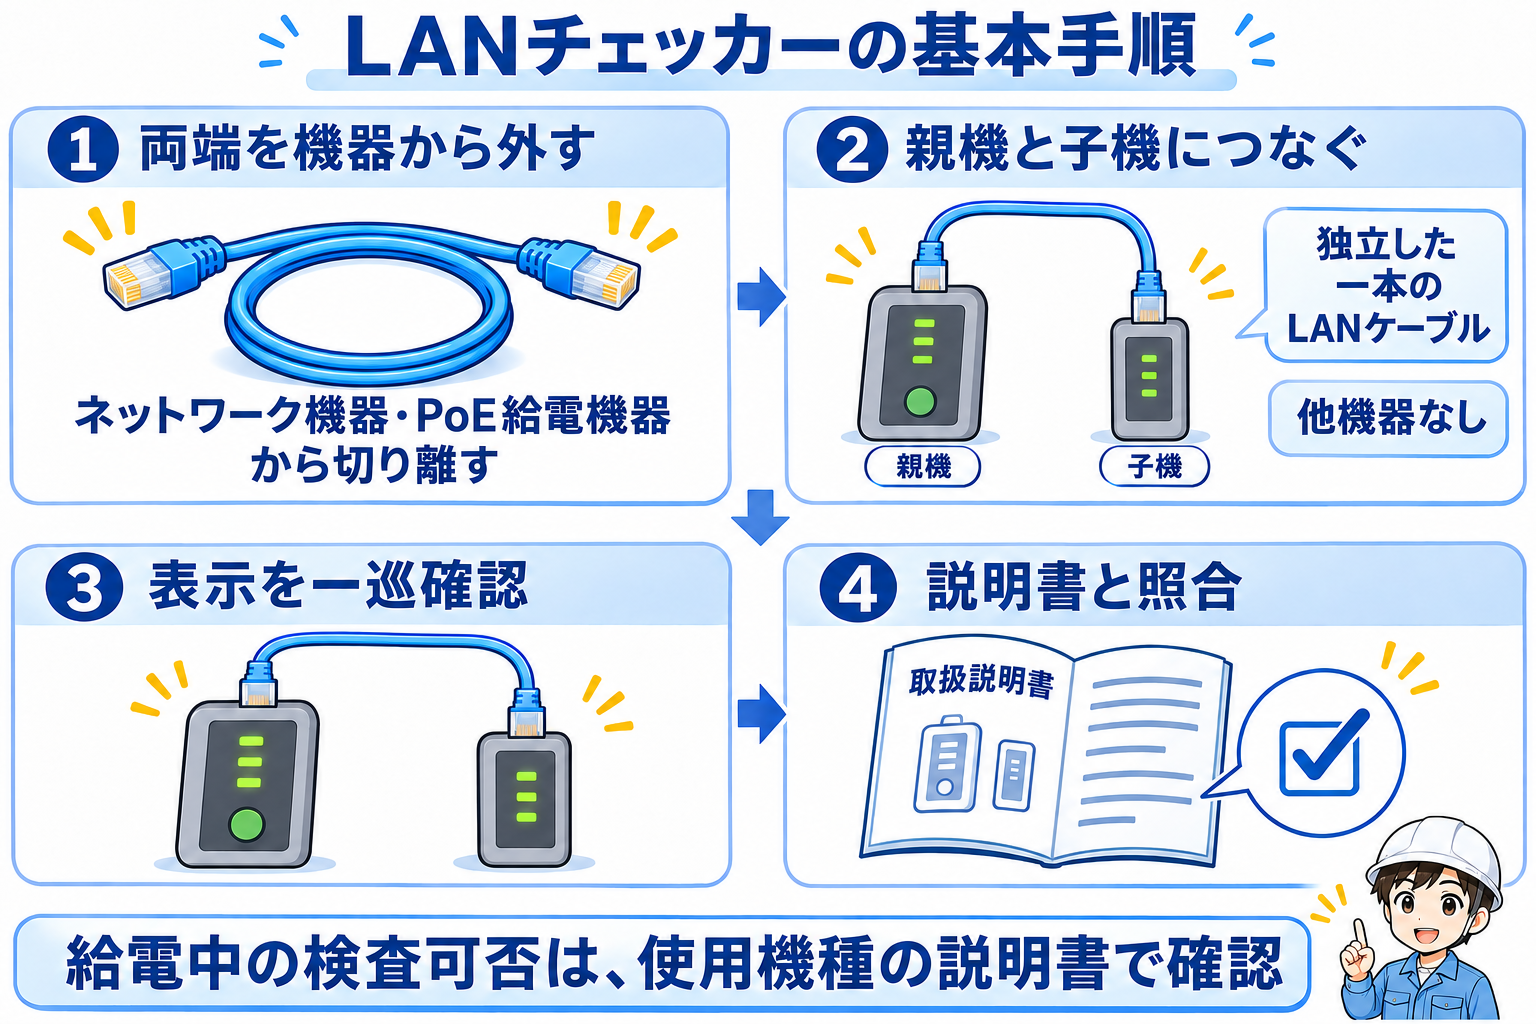 LANチェッカーの基本手順
1 両端を機器から外す
ネットワーク機器・PoE給電機器
から切り離す
2 親機と子機につなぐ
独立した
一本の
LANケーブル
他機器なし
親機
子機
3 表示を一巡確認
4 説明書と照合
取扱説明書
給電中の検査可否は、使用機種の説明書で確認